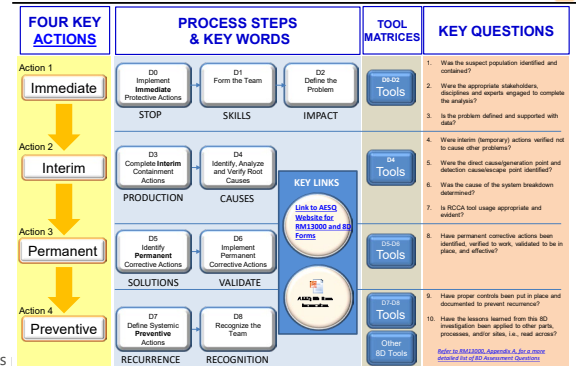 FOUR KEY
ACTIONS
PROCESS STEPS
& KEY WORDS
TOOL
MATRICES
KEY QUESTIONS
Action 1
Immediate
D0
Implement
Immediate
Protective Actions
STOP
D1
Form the Team
SKILLS
D2
Define the
Problem
IMPACT
D0-D2
Tools
1. Was the suspect population identified and
contained?
2. Were the appropriate stakeholders,
disciplines and experts engaged to complete
the analysis?
3. Is the problem defined and supported with
data?
Action 2
Interim
D3
Complete Interim
Containment
Actions
PRODUCTION
D4
Identify, Analyze
and Verify Root
Causes
CAUSES
D4
Tools
4. Were interim (temporary) actions verified not
to cause other problems?
5. Were the direct cause/generation point and
detection cause/escape point identified?
6. Was the cause of the system breakdown
determined?
7. Is RCCA tool usage appropriate and
evident?
KEY LINKS
Link to AESQ
Website for
RM13000 and 8D
Forms
Action 3
Permanent
D5
Identify
Permanent
Corrective Actions
SOLUTIONS
D6
Implement
Permanent
Corrective Actions
VALIDATE
D5-D6
Tools
8. Have permanent corrective actions been
identified, verified to work, validated to be in
place, and effective?
Action 4
Preventive
D7
Define Systemic
Preventive
Actions
RECURRENCE
D8
Recognize the
Team
RECOGNITION
D7-D8
Tools
Other
8D Tools
9. Have proper controls been put in place and
documented to prevent recurrence?
10. Have the lessons learned from this 8D
investigation been applied to other parts,
processes, and/or sites, i.e., read across?
Refer to RM13000, Appendix A, for a more
detailed list of 8D Assessment Questions
S |